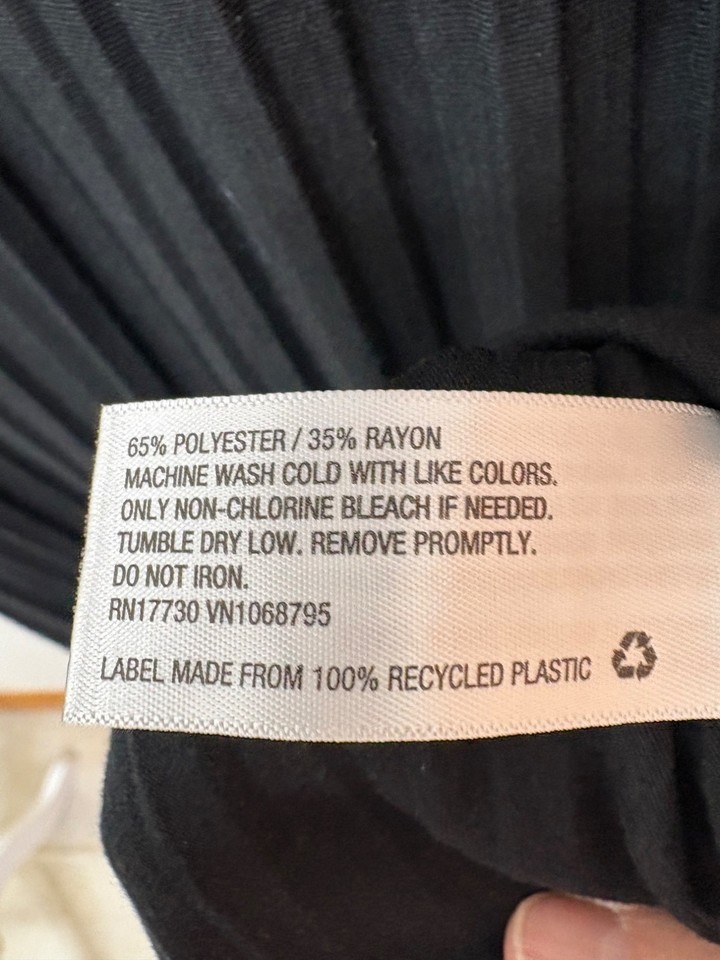 65% POLYESTER / 35% RAYON
MACHINE WASH COLD WITH LIKE COLORS.
ONLY NON-CHLORINE BLEACH IF NEEDED.
TUMBLE DRY LOW. REMOVE PROMPTLY.
DO NOT IRON.
RN17730 VN1068795
LABEL MADE FROM 100% RECYCLED PLASTIC